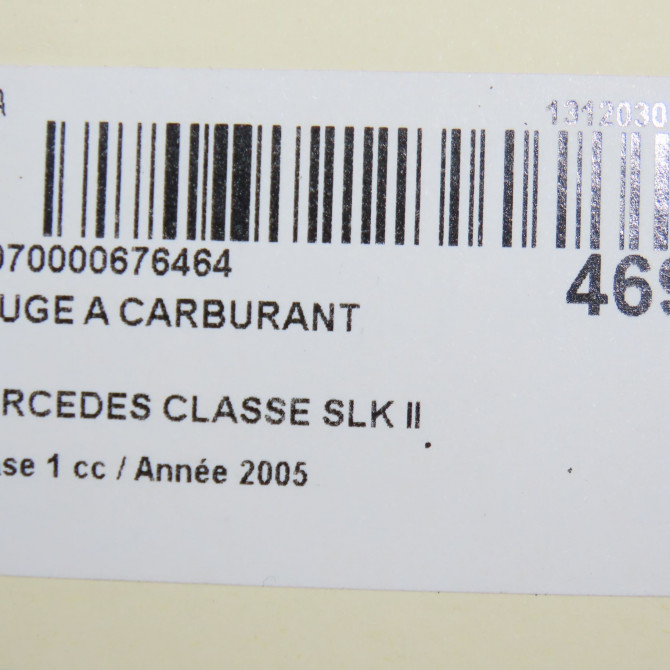 1312030
070000676464
469
UGE A CARBURANT
RCEDES CLASSE SLK II
se 1 cc / Année 2005